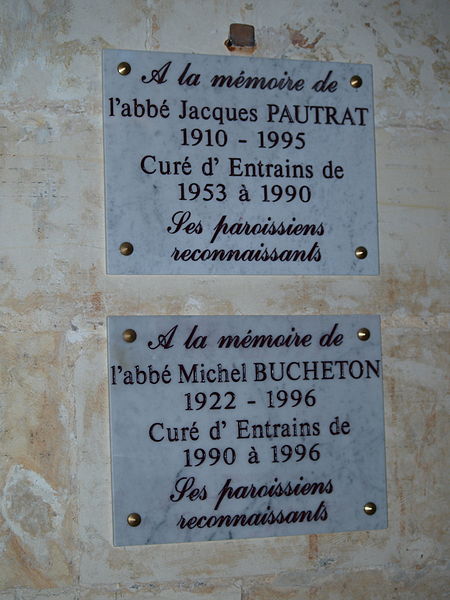 A la mémoire de
l'abbé Jacques PAUTRAT
1910 - 1995
Curé d' Entrains de
1953 à 1990
Ses paroissiens
reconnaissants
A la mémoire de
l'abbé Michel BUCHETON
1922 - 1996
Curé d' Entrains de
1990 à 1996
Ses paroissiens
reconnaissants